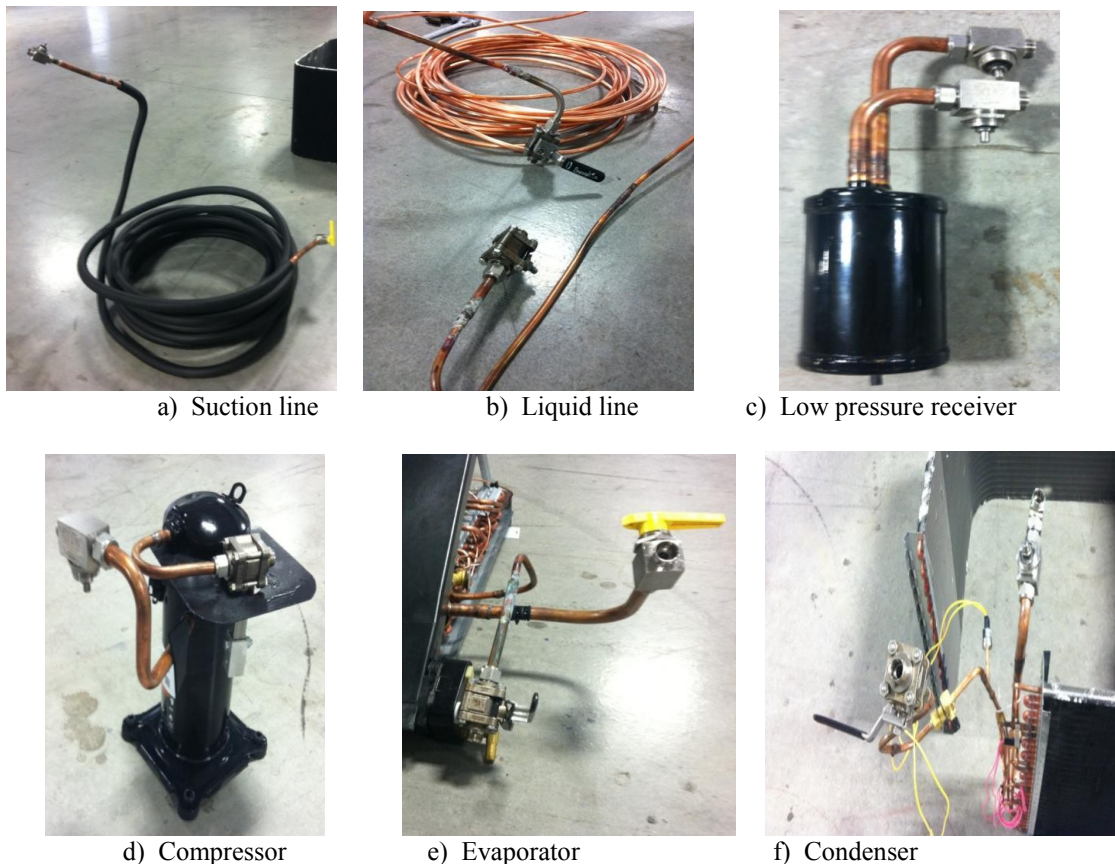 a) Suction line
b) Liquid line
c) Low pressure receiver
d) Compressor
e) Evaporator
f) Condenser